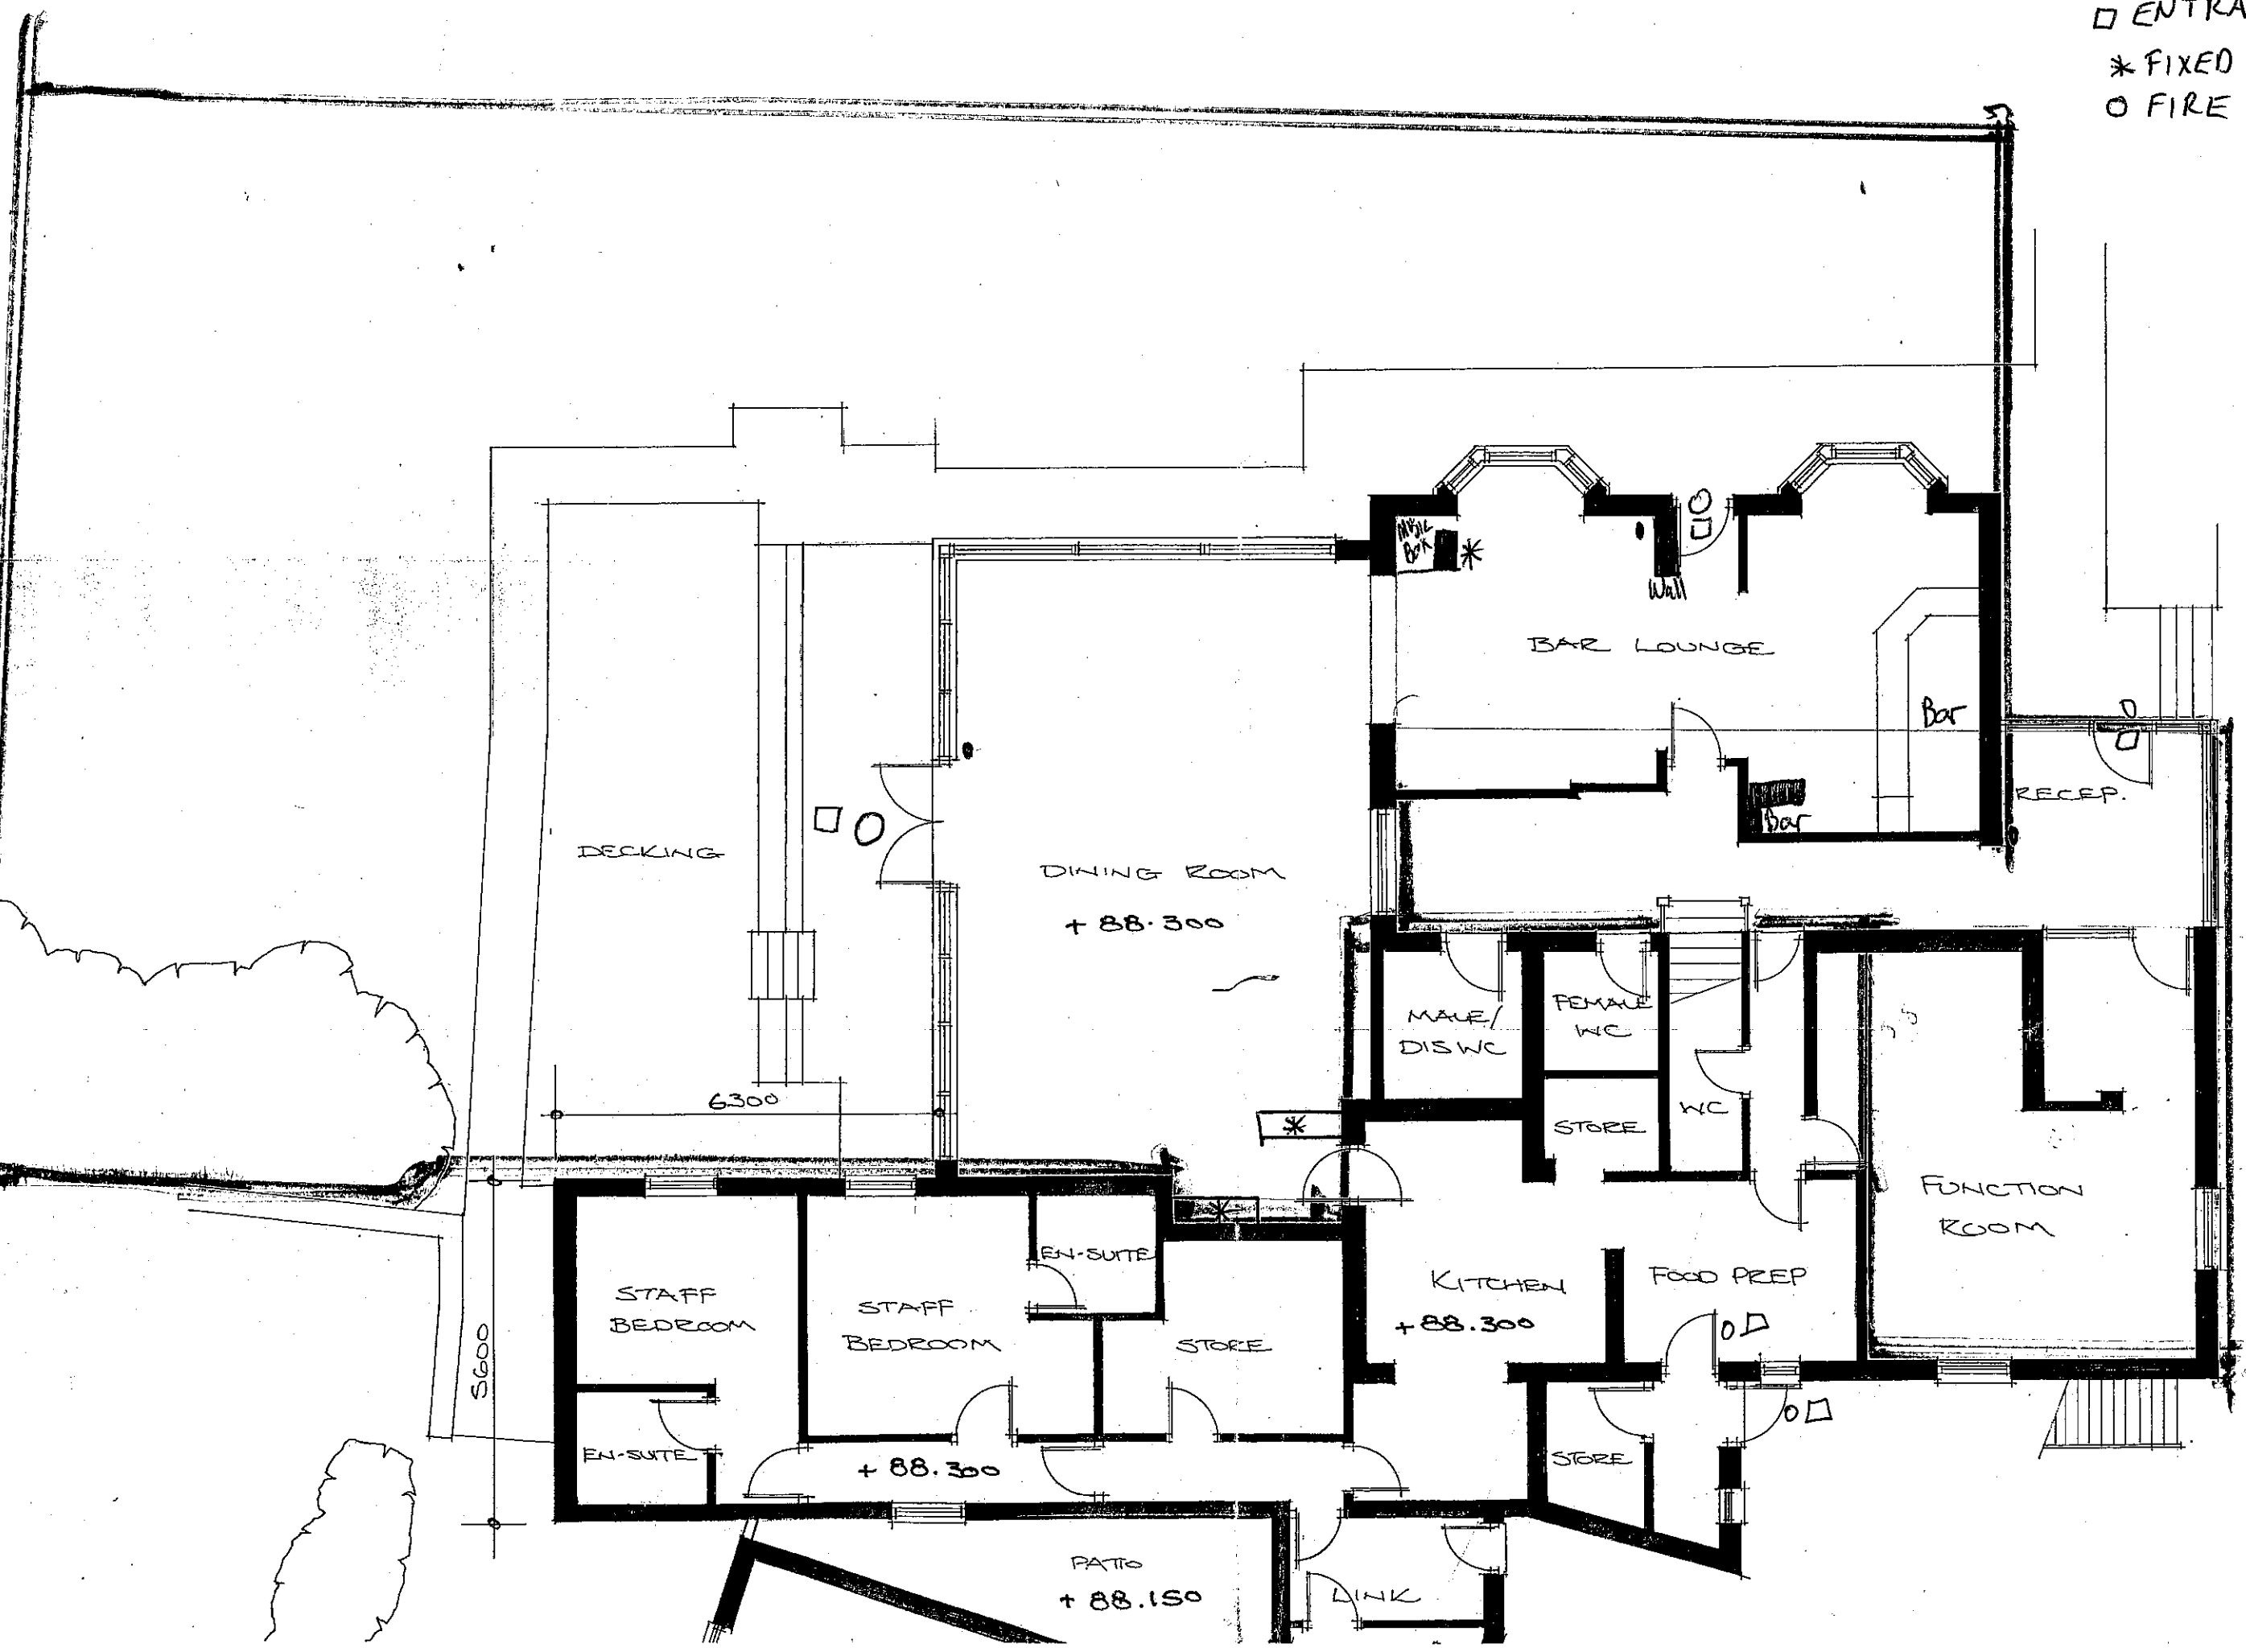 □ ENTRA
* FIXED
O FIRE
MUSIC
BOX
Wall
BAR LOUNGE
Bar
RECEP.
Bar
DECKING
DINING ROOM
+ 88.300
MALE/
DIS WC
FEMALE
WC
WC
STORE
6300
FUNCTION
ROOM
EN-SUITE
STAFF
BEDROOM
STAFF
BEDROOM
STORE
KITCHEN
+88.300
FOOD PREP
5600
EN-SUITE
+ 88.300
STORE
PATIO
+ 88.150
LINK